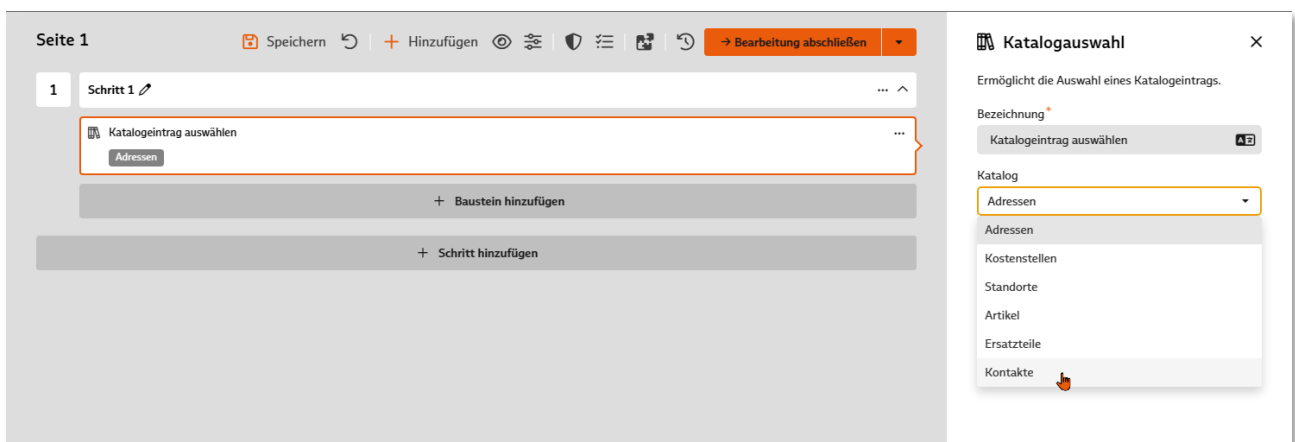 Seite 1
Speichern
Hinzufügen
→ Bearbeitung abschließen
1
Schritt 1
Katalogeintrag auswählen
Adressen
+ Baustein hinzufügen
+ Schritt hinzufügen
Katalogauswahl
Ermöglicht die Auswahl eines Katalogeintrags.
Bezeichnung*
Katalogeintrag auswählen
Katalog
Adressen
Adressen
Kostenstellen
Standorte
Artikel
Ersatzteile
Kontakte